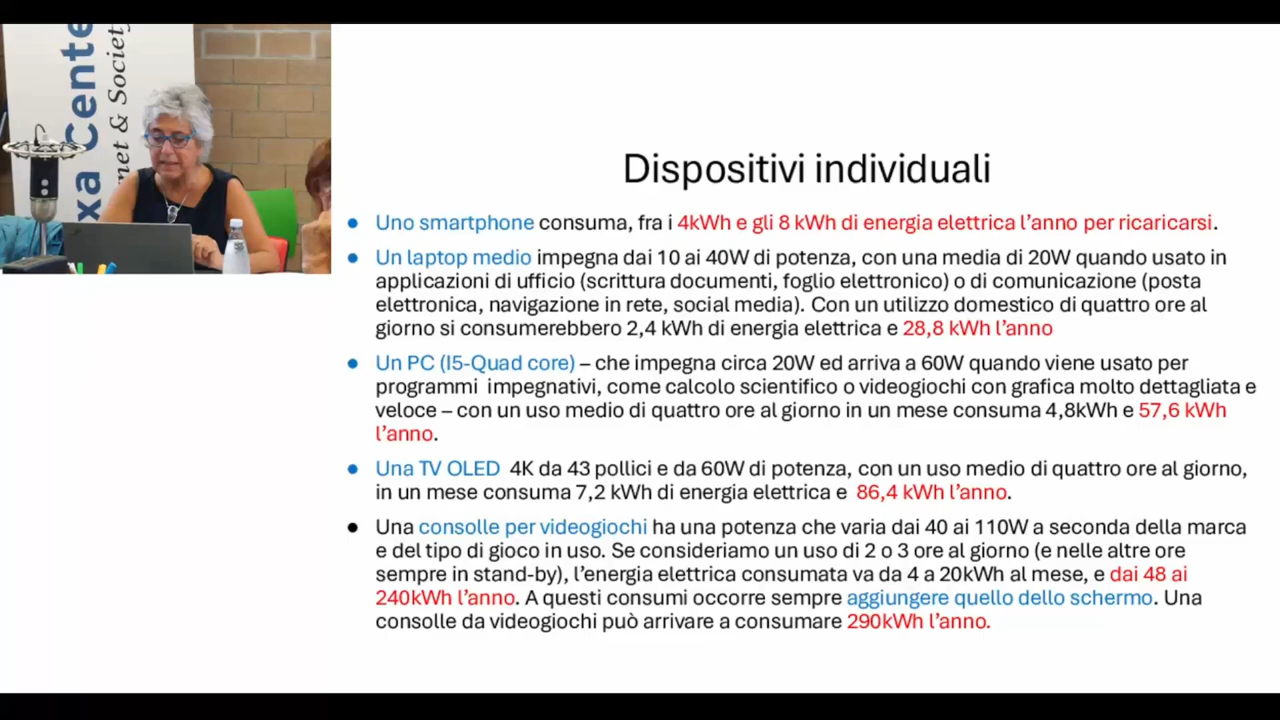 xa Cente
net & Society
Dispositivi individuali
● Uno smartphone consuma, fra i 4kWh e gli 8 kWh di energia elettrica l’anno per ricaricarsi.
● Un laptop medio impegna dai 10 ai 40W di potenza, con una media di 20W quando usato in
applicazioni di ufficio (scrittura documenti, foglio elettronico) o di comunicazione (posta
elettronica, navigazione in rete, social media). Con un utilizzo domestico di quattro ore al
giorno si consumerebbero 2,4 kWh di energia elettrica e 28,8 kWh l’anno
● Un PC (I5-Quad core) – che impegna circa 20W ed arriva a 60W quando viene usato per
programmi impegnativi, come calcolo scientifico o videogiochi con grafica molto dettagliata e
veloce – con un uso medio di quattro ore al giorno in un mese consuma 4,8kWh e 57,6 kWh
l’anno.
● Una TV OLED 4K da 43 pollici e da 60W di potenza, con un uso medio di quattro ore al giorno,
in un mese consuma 7,2 kWh di energia elettrica e 86,4 kWh l’anno.
● Una consolle per videogiochi ha una potenza che varia dai 40 ai 110W a seconda della marca
e del tipo di gioco in uso. Se consideriamo un uso di 2 o 3 ore al giorno (e nelle altre ore
sempre in stand-by), l’energia elettrica consumata va da 4 a 20kWh al mese, e dai 48 ai
240kWh l’anno. A questi consumi occorre sempre aggiungere quello dello schermo. Una
consolle da videogiochi può arrivare a consumare 290kWh l’anno.